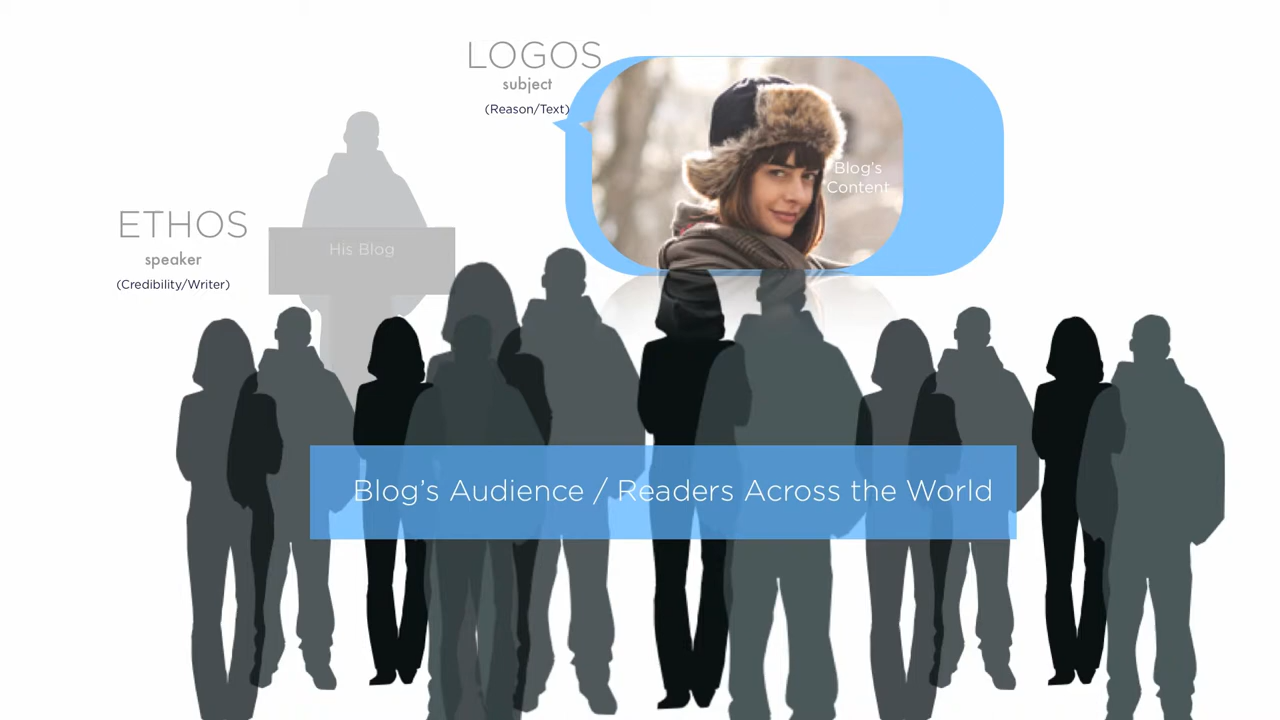 LOGOS
subject
(Reason/Text)
Blog's
Content
ETHOS
speaker
(Credibility/Writer)
His Blog
Blog's Audience / Readers Across the World